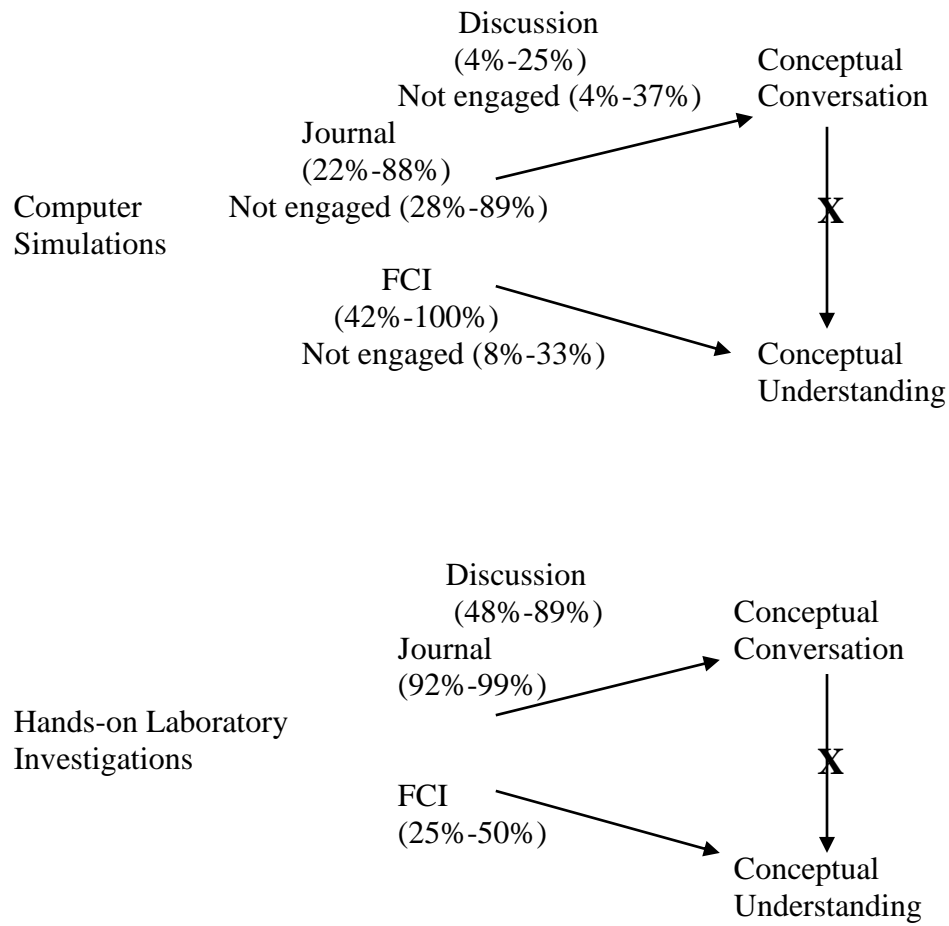 Discussion
(4%-25%)
Not engaged (4%-37%)
Conceptual
Conversation
Journal
(22%-88%)
Not engaged (28%-89%)
Computer
Simulations
X
FCI
(42%-100%)
Not engaged (8%-33%)
Conceptual
Understanding
Discussion
(48%-89%)
Journal
(92%-99%)
Conceptual
Conversation
Hands-on Laboratory
Investigations
X
FCI
(25%-50%)
Conceptual
Understanding